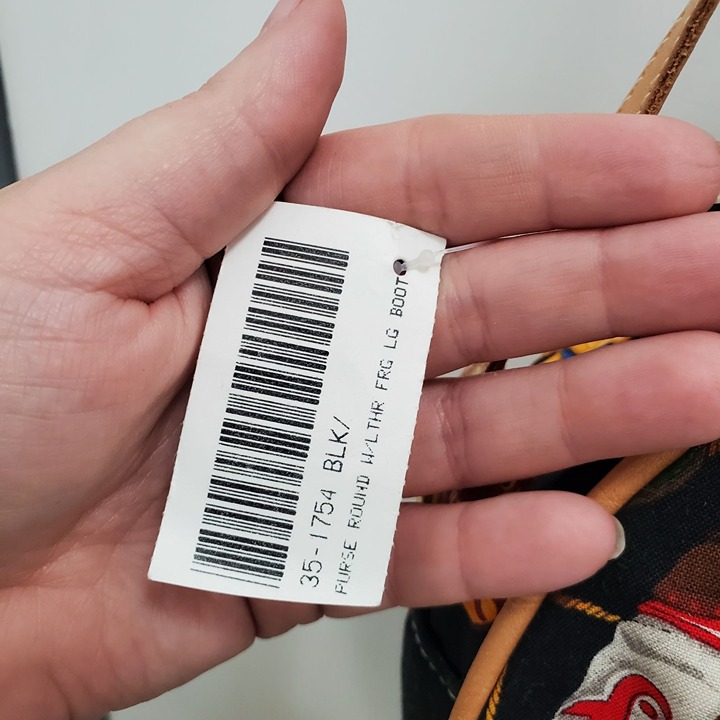 35-1754 BLK/
PURSE ROUND W/LTHR FRG LG BOOT